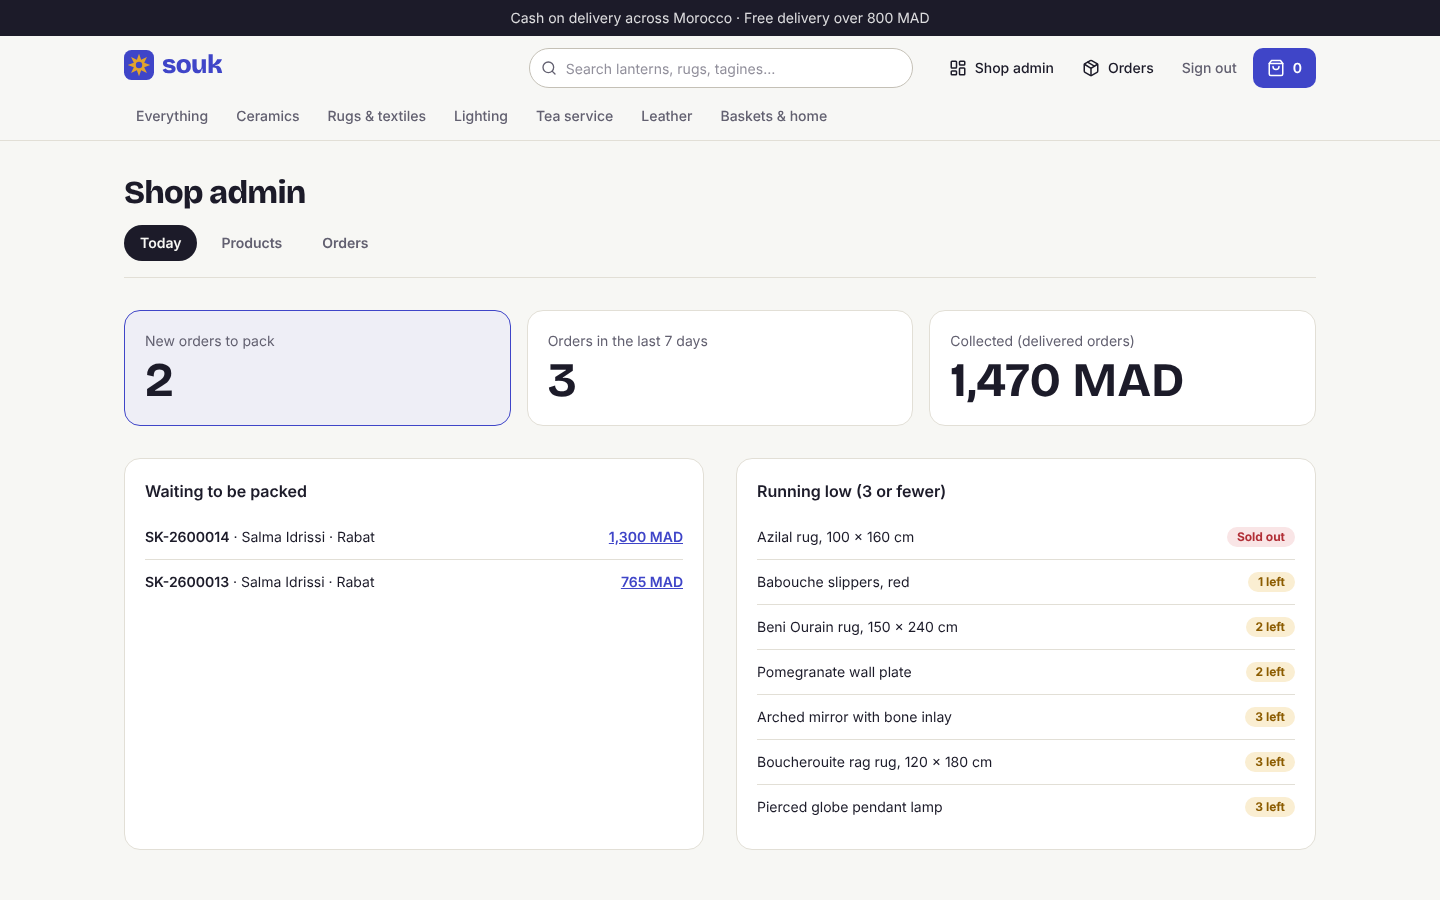 Cash on delivery across Morocco · Free delivery over 800 MAD
souk
Search lanterns, rugs, tagines...
Shop admin
Orders
Sign out
0
Everything
Ceramics
Rugs & textiles
Lighting
Tea service
Leather
Baskets & home
Shop admin
Today
Products
Orders
New orders to pack
2
Orders in the last 7 days
3
Collected (delivered orders)
1,470 MAD
Waiting to be packed
SK-2600014 · Salma Idrissi · Rabat
1,300 MAD
SK-2600013 · Salma Idrissi · Rabat
765 MAD
Running low (3 or fewer)
Azilal rug, 100 × 160 cm
Sold out
Babouche slippers, red
1 left
Beni Ourain rug, 150 × 240 cm
2 left
Pomegranate wall plate
2 left
Arched mirror with bone inlay
3 left
Boucherouite rag rug, 120 × 180 cm
3 left
Pierced globe pendant lamp
3 left